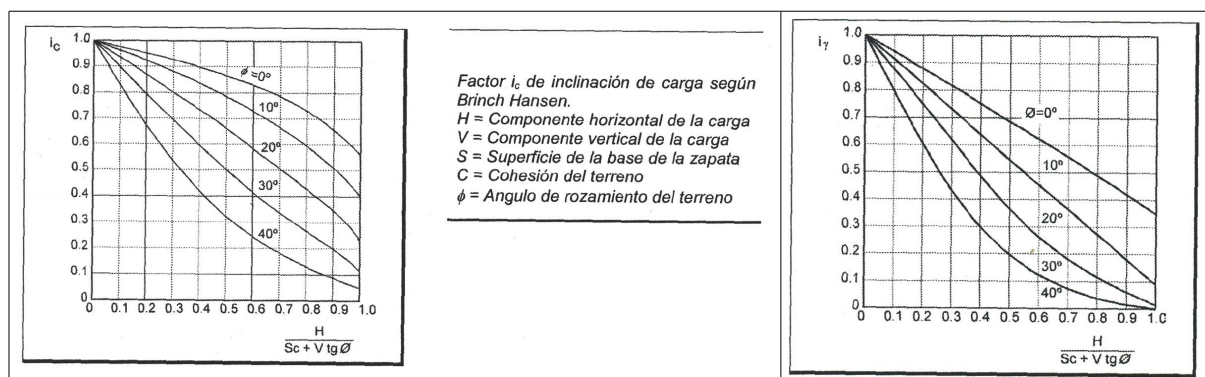 i_c
1.0
0.9
0.8
0.7
0.6
0.5
0.4
0.3
0.2
0.1
0
ϕ=0º
10º
20º
30º
40º
0 0.1 0.2 0.3 0.4 0.5 0.6 0.7 0.8 0.9 1.0
H
Sc + V tg Ø
Factor i_c de inclinación de carga según
Brinch Hansen.
H = Componente horizontal de la carga
V = Componente vertical de la carga
S = Superficie de la base de la zapata
C = Cohesión del terreno
ϕ = Angulo de rozamiento del terreno
i_γ
1.0
0.9
0.8
0.7
0.6
0.5
0.4
0.3
0.2
0.1
0
Ø=0º
10º
20º
30º
40º
0 0.1 0.2 0.3 0.4 0.5 0.6 0.7 0.8 0.9 1.0
H
Sc + V tg Ø